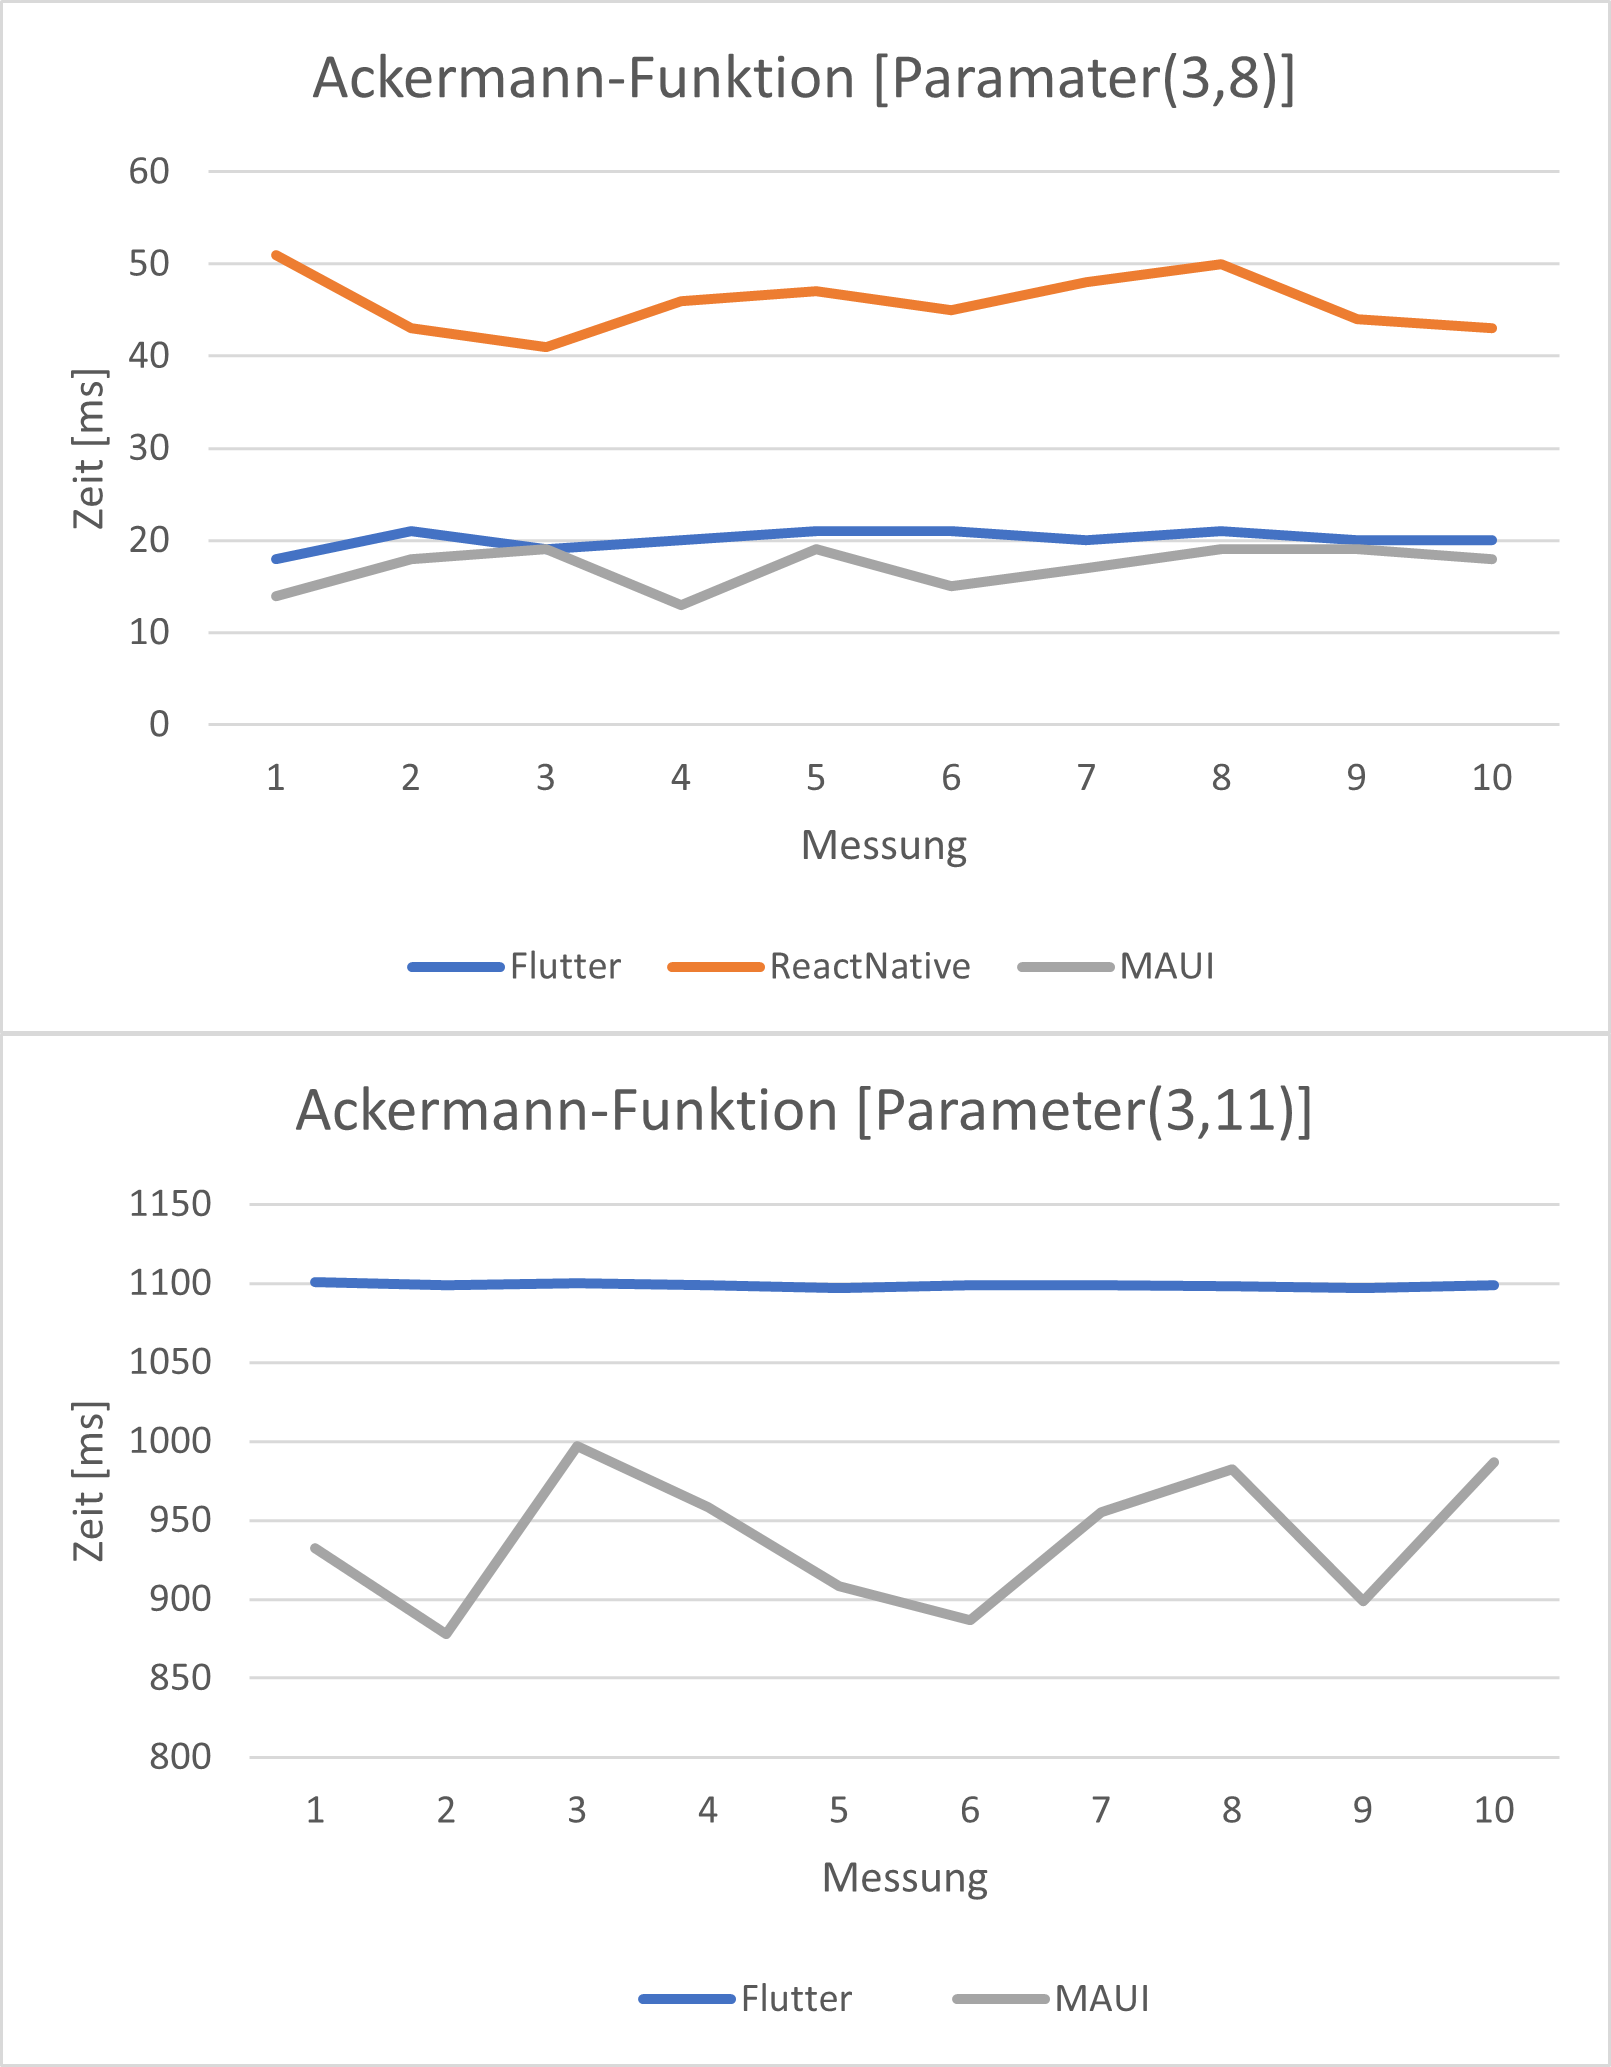 Ackermann-Funktion [Paramater(3,8)]
60
50
40
30
20
10
0
Zeit [ms]
1 2 3 4 5 6 7 8 9 10
Messung
Flutter ReactNative MAUI
Ackermann-Funktion [Parameter(3,11)]
1150
1100
1050
1000
950
900
850
800
Zeit [ms]
1 2 3 4 5 6 7 8 9 10
Messung
Flutter MAUI